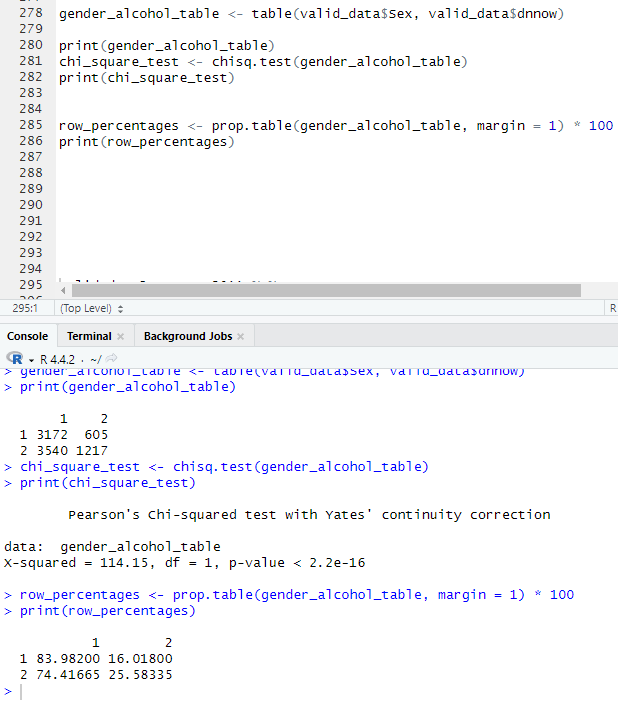 278 gender_alcohol_table <- table(valid_data$Sex, valid_data$dnnow)
279
280 print(gender_alcohol_table)
281 chi_square_test <- chisq.test(gender_alcohol_table)
282 print(chi_square_test)
283
284
285 row_percentages <- prop.table(gender_alcohol_table, margin = 1) * 100
286 print(row_percentages)
287
288
289
290
291
292
293
294
295
295:1 (Top Level) R
Console Terminal Background Jobs
R R 4.4.2 · ~/
> gender_alcohol_table <- table(valid_data$Sex, valid_data$dnnow)
> print(gender_alcohol_table)
1 2
1 3172 605
2 3540 1217
> chi_square_test <- chisq.test(gender_alcohol_table)
> print(chi_square_test)
Pearson's Chi-squared test with Yates' continuity correction
data: gender_alcohol_table
X-squared = 114.15, df = 1, p-value < 2.2e-16
> row_percentages <- prop.table(gender_alcohol_table, margin = 1) * 100
> print(row_percentages)
1 2
1 83.98200 16.01800
2 74.41665 25.58335
>